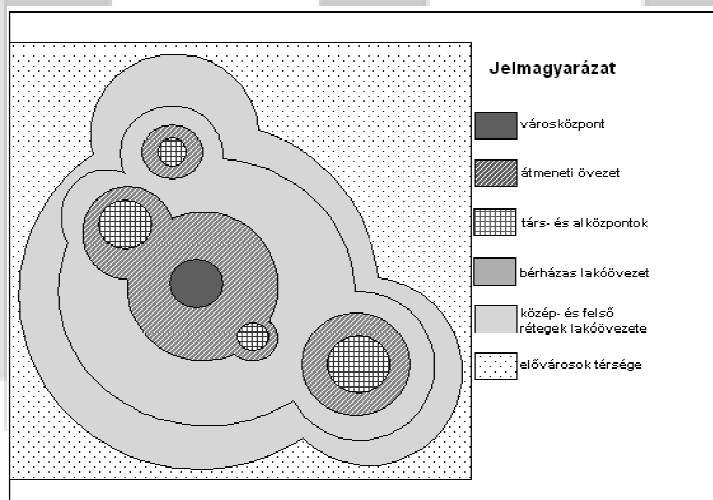 Jelmagyarázat
városközpont
átmeneti övezet
társ- és alközpontok
bérházas lakóövezet
közép- és felső
rétegek lakóövezete
elővárosok térsége